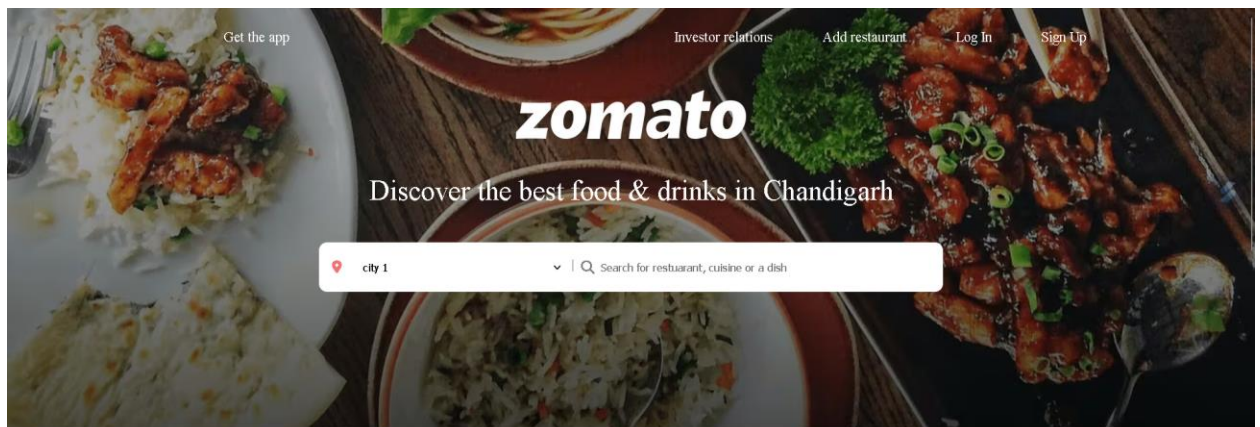 Get the app Investor relations Add restaurant Log In Sign Up
zomato
Discover the best food & drinks in Chandigarh
city 1 Search for restuarant, cuisine or a dish